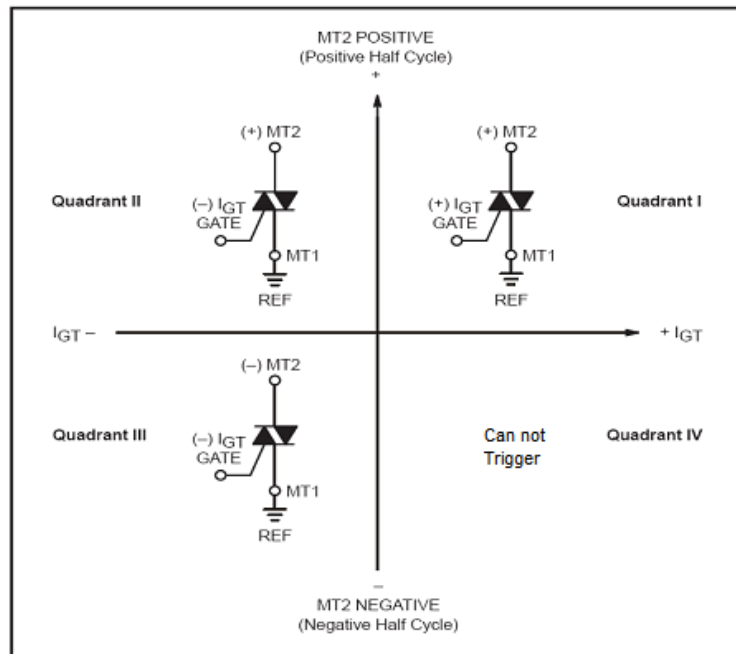 MT2 POSITIVE
(Positive Half Cycle)
+
(+) MT2
(+) MT2
Quadrant II
(–) IGT
GATE
(+) IGT
GATE
Quadrant I
MT1
MT1
REF
REF
IGT –
+ IGT
(–) MT2
Quadrant III
(–) IGT
GATE
Can not
Trigger
Quadrant IV
MT1
REF
–
MT2 NEGATIVE
(Negative Half Cycle)